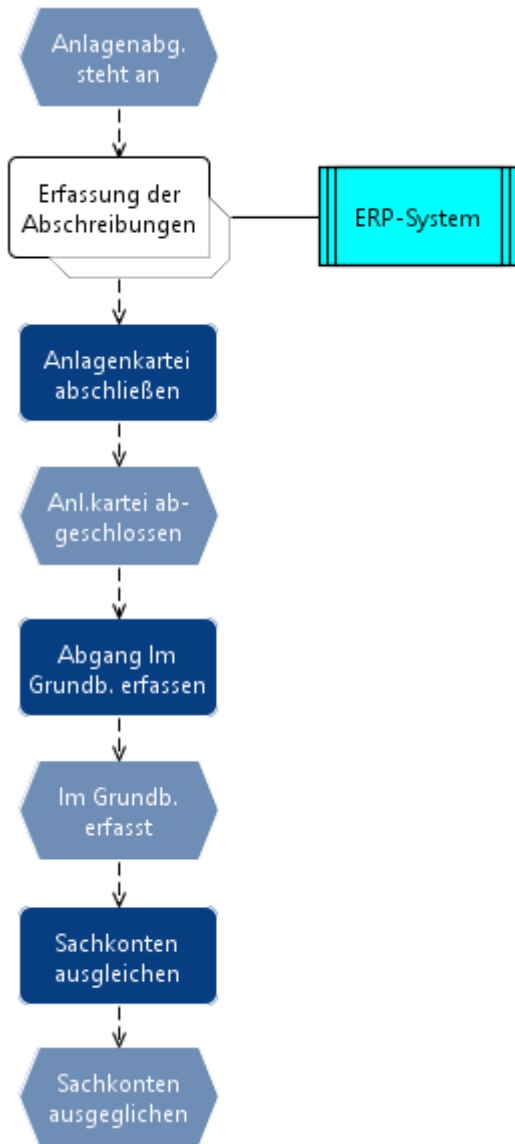 Anlagenabg.
steht an
Erfassung der
Abschreibungen
ERP-System
Anlagenkartei
abschließen
Anl.kartei ab-
geschlossen
Abgang Im
Grundb. erfassen
Im Grundb.
erfasst
Sachkonten
ausgleichen
Sachkonten
ausgeglichen